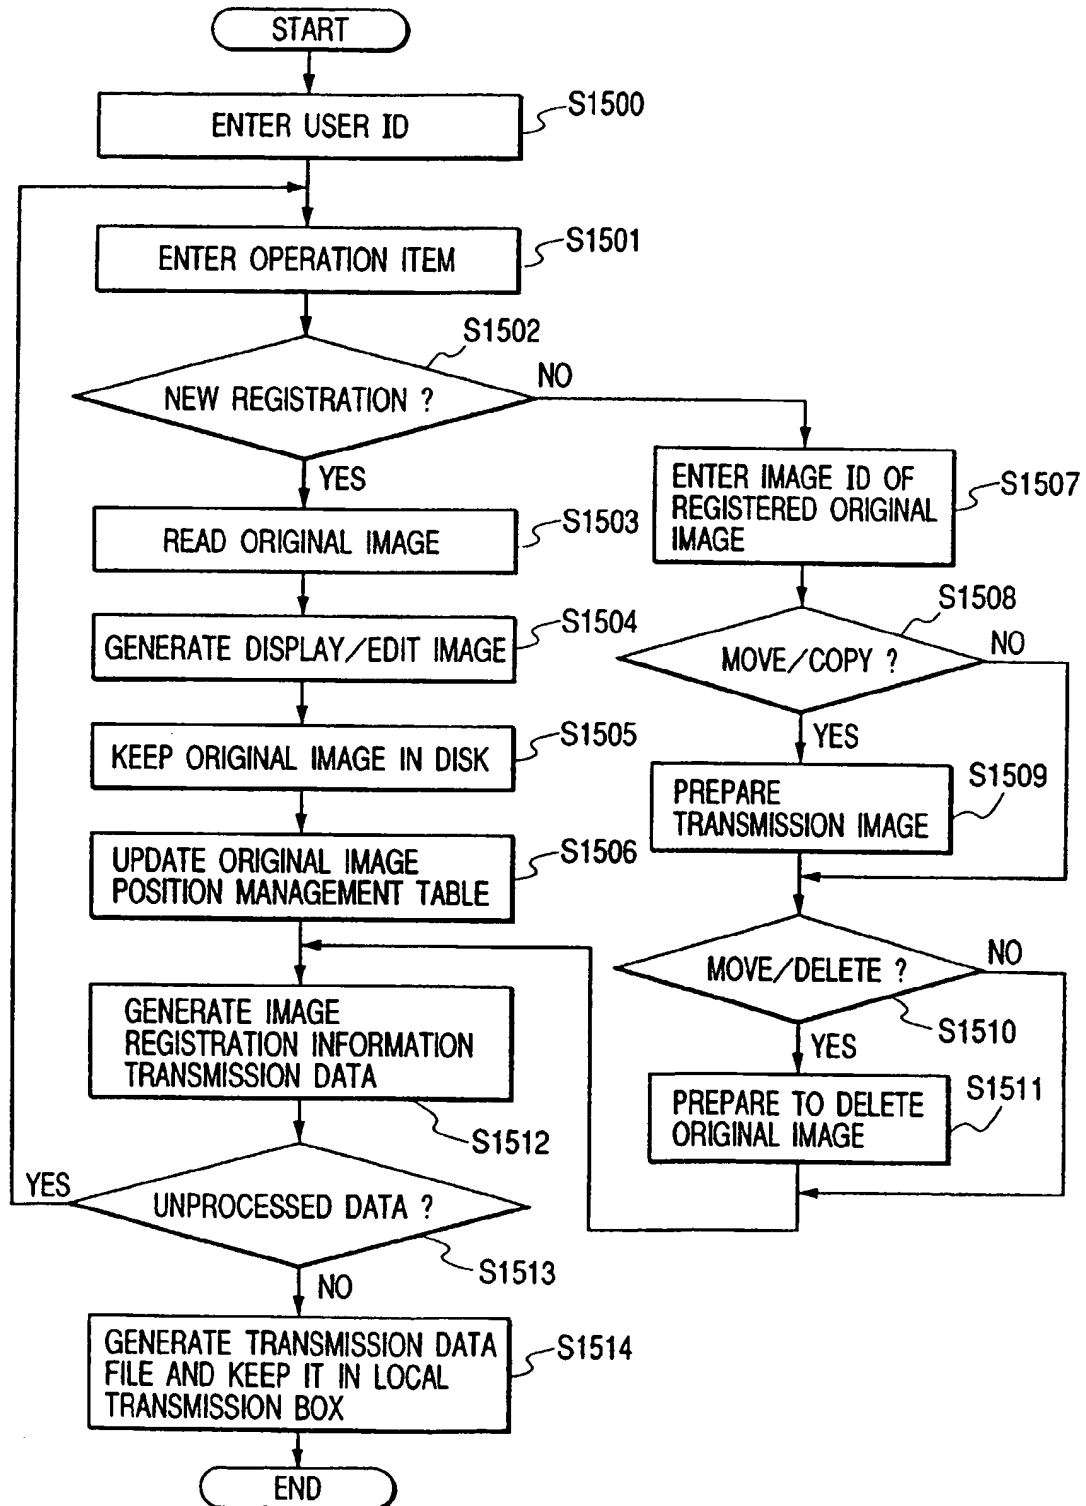 START
ENTER USER ID
S1500
ENTER OPERATION ITEM
S1501
S1502
NEW REGISTRATION ?
NO
YES
READ ORIGINAL IMAGE
S1503
GENERATE DISPLAY/EDIT IMAGE
S1504
KEEP ORIGINAL IMAGE IN DISK
S1505
UPDATE ORIGINAL IMAGE
POSITION MANAGEMENT TABLE
S1506
ENTER IMAGE ID OF
REGISTERED ORIGINAL
IMAGE
S1507
S1508
MOVE/COPY ?
NO
YES
PREPARE
TRANSMISSION IMAGE
S1509
MOVE/DELETE ?
NO
S1510
YES
PREPARE TO DELETE
ORIGINAL IMAGE
S1511
GENERATE IMAGE
REGISTRATION INFORMATION
TRANSMISSION DATA
S1512
YES
UNPROCESSED DATA ?
S1513
NO
GENERATE TRANSMISSION DATA
FILE AND KEEP IT IN LOCAL
TRANSMISSION BOX
S1514
END